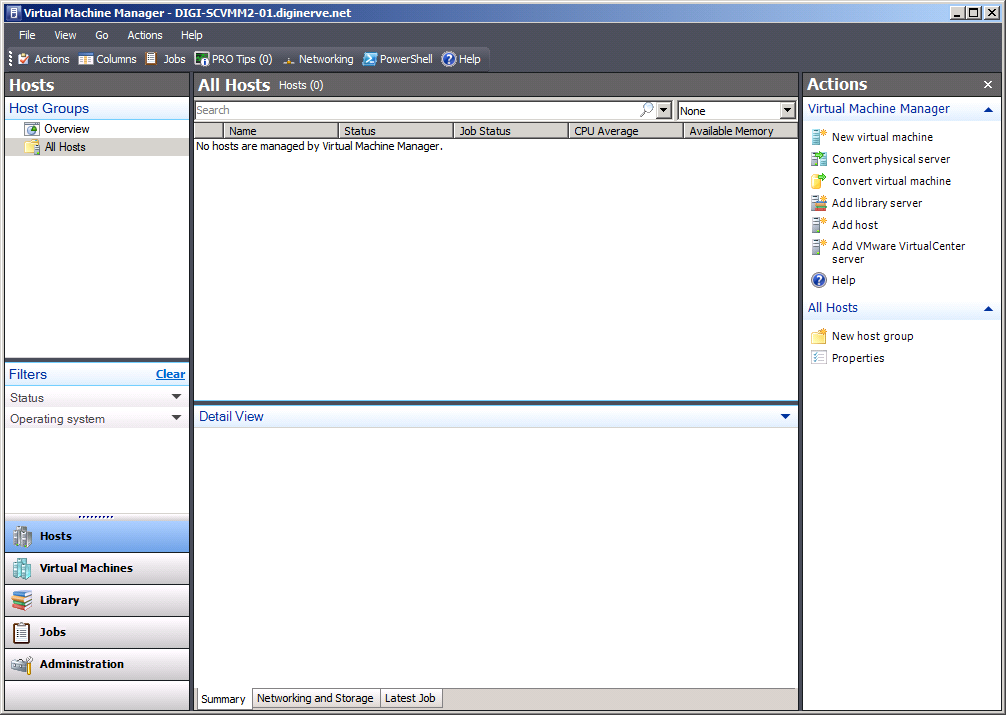 Virtual Machine Manager - DIGI-SCVMM2-01.diginerve.net
File View Go Actions Help
Actions Columns Jobs PRO Tips (0) Networking PowerShell Help
Hosts
Host Groups
Overview
All Hosts
Filters Clear
Status
Operating system
Hosts
Virtual Machines
Library
Jobs
Administration
All Hosts Hosts (0)
Search None
Name Status Job Status CPU Average Available Memory
No hosts are managed by Virtual Machine Manager.
Detail View
Summary Networking and Storage Latest Job
Actions
Virtual Machine Manager
New virtual machine
Convert physical server
Convert virtual machine
Add library server
Add host
Add VMware VirtualCenter
server
Help
All Hosts
New host group
Properties